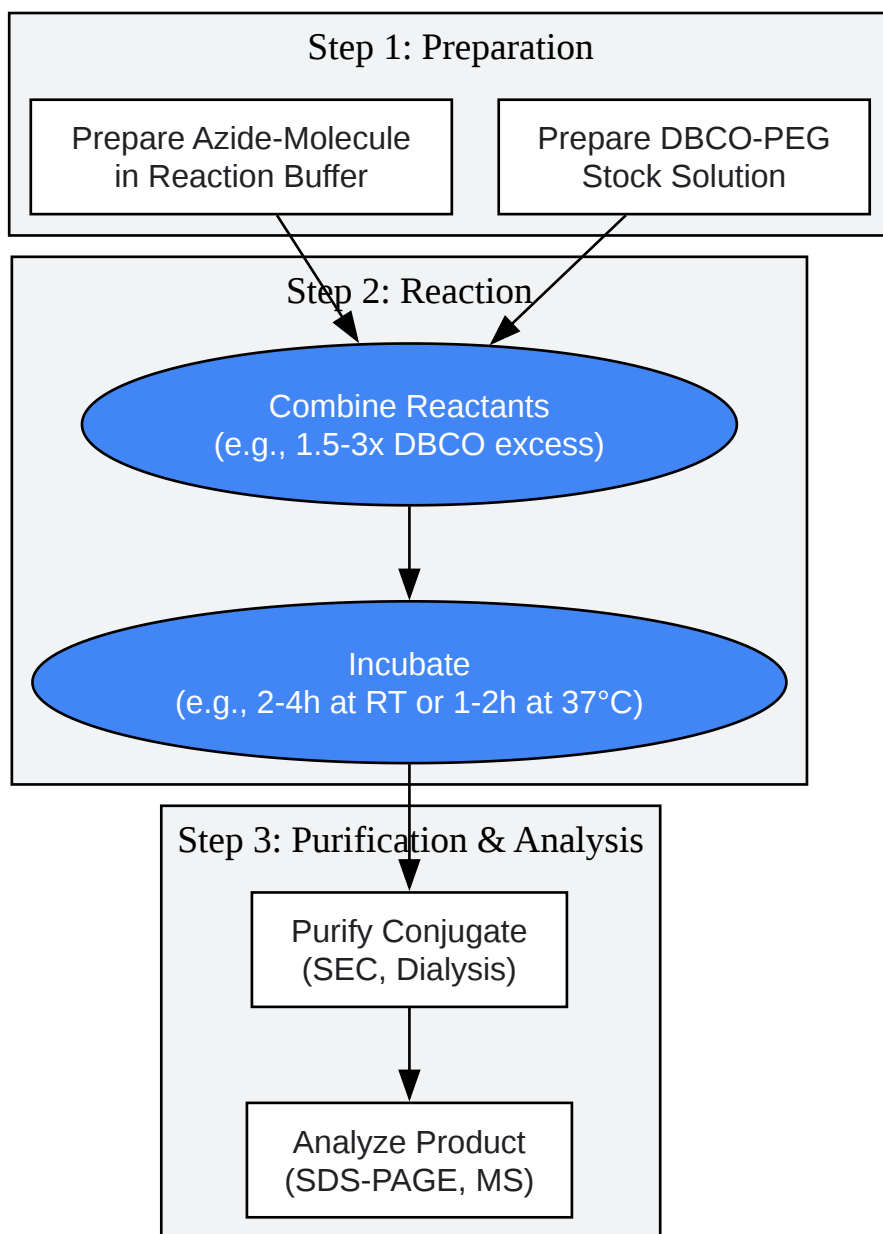 Step 1: Preparation
Prepare Azide-Molecule
in Reaction Buffer
Prepare DBCO-PEG
Stock Solution
Step 2: Reaction
Combine Reactants
(e.g., 1.5-3x DBCO excess)
Incubate
(e.g., 2-4h at RT or 1-2h at 37°C)
Step 3: Purification & Analysis
Purify Conjugate
(SEC, Dialysis)
Analyze Product
(SDS-PAGE, MS)